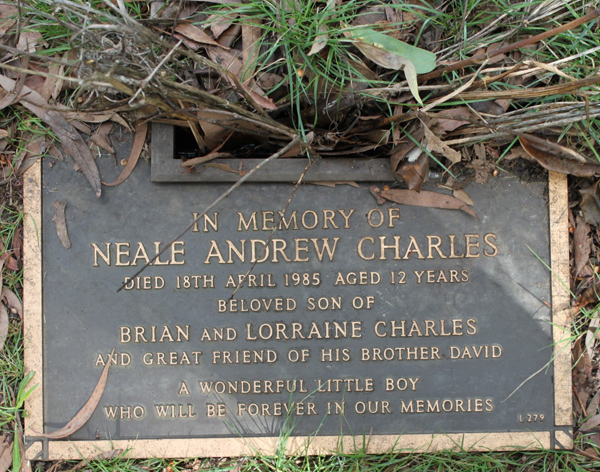 IN MEMORY OF
NEALE ANDREW CHARLES
DIED 18TH APRIL 1985 AGED 12 YEARS
BELOVED SON OF
BRIAN AND LORRAINE CHARLES
AND GREAT FRIEND OF HIS BROTHER DAVID
A WONDERFUL LITTLE BOY
WHO WILL BE FOREVER IN OUR MEMORIES
L 279